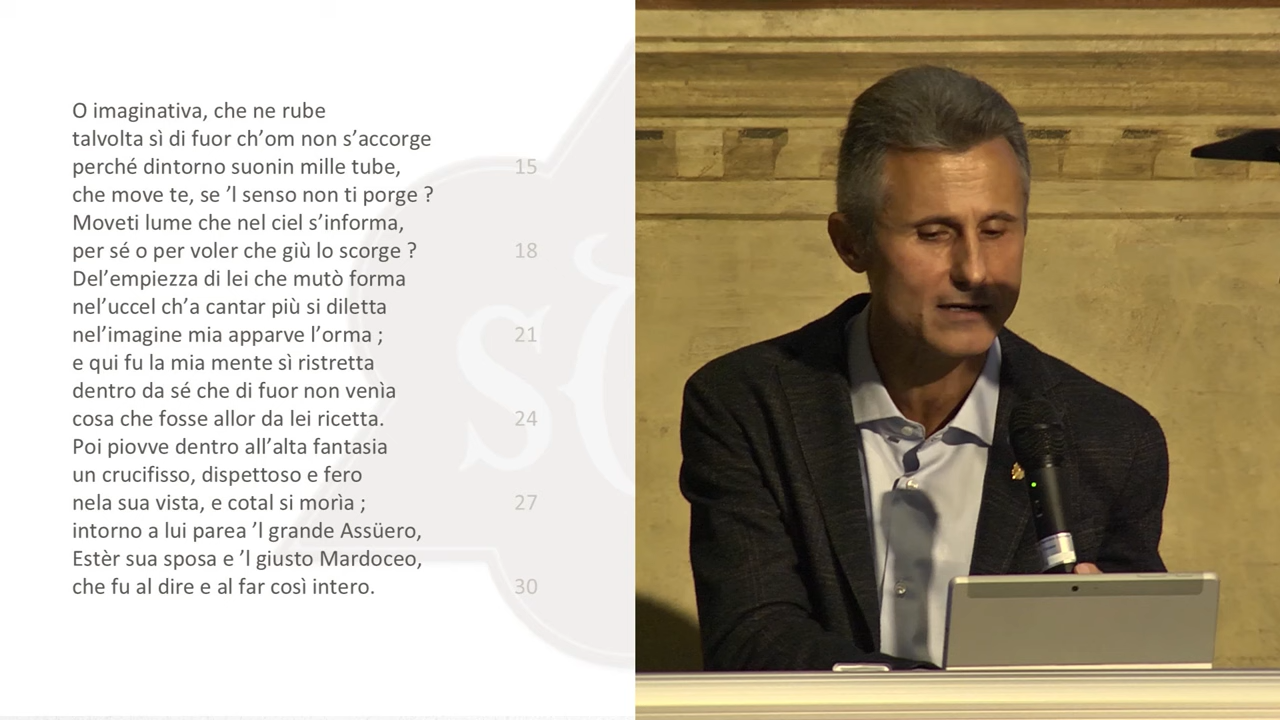 O imaginativa, che ne rube
talvolta sì di fuor ch’om non s’accorge
perché dintorno suonin mille tube, 15
che move te, se ’l senso non ti porge ?
Moveti lume che nel ciel s’informa,
per sé o per voler che giù lo scorge ? 18
Del’empiezza di lei che mutò forma
nel’uccel ch’a cantar più si diletta
nel’imagine mia apparve l’orma ; 21
e qui fu la mia mente sì ristretta
dentro da sé che di fuor non venìa
cosa che fosse allor da lei ricetta. 24
Poi piovve dentro all’alta fantasia
un crucifisso, dispettoso e fero
nela sua vista, e cotal si morìa ; 27
intorno a lui parea ’l grande Assüero,
Estèr sua sposa e ’l giusto Mardoceo,
che fu al dire e al far così intero. 30